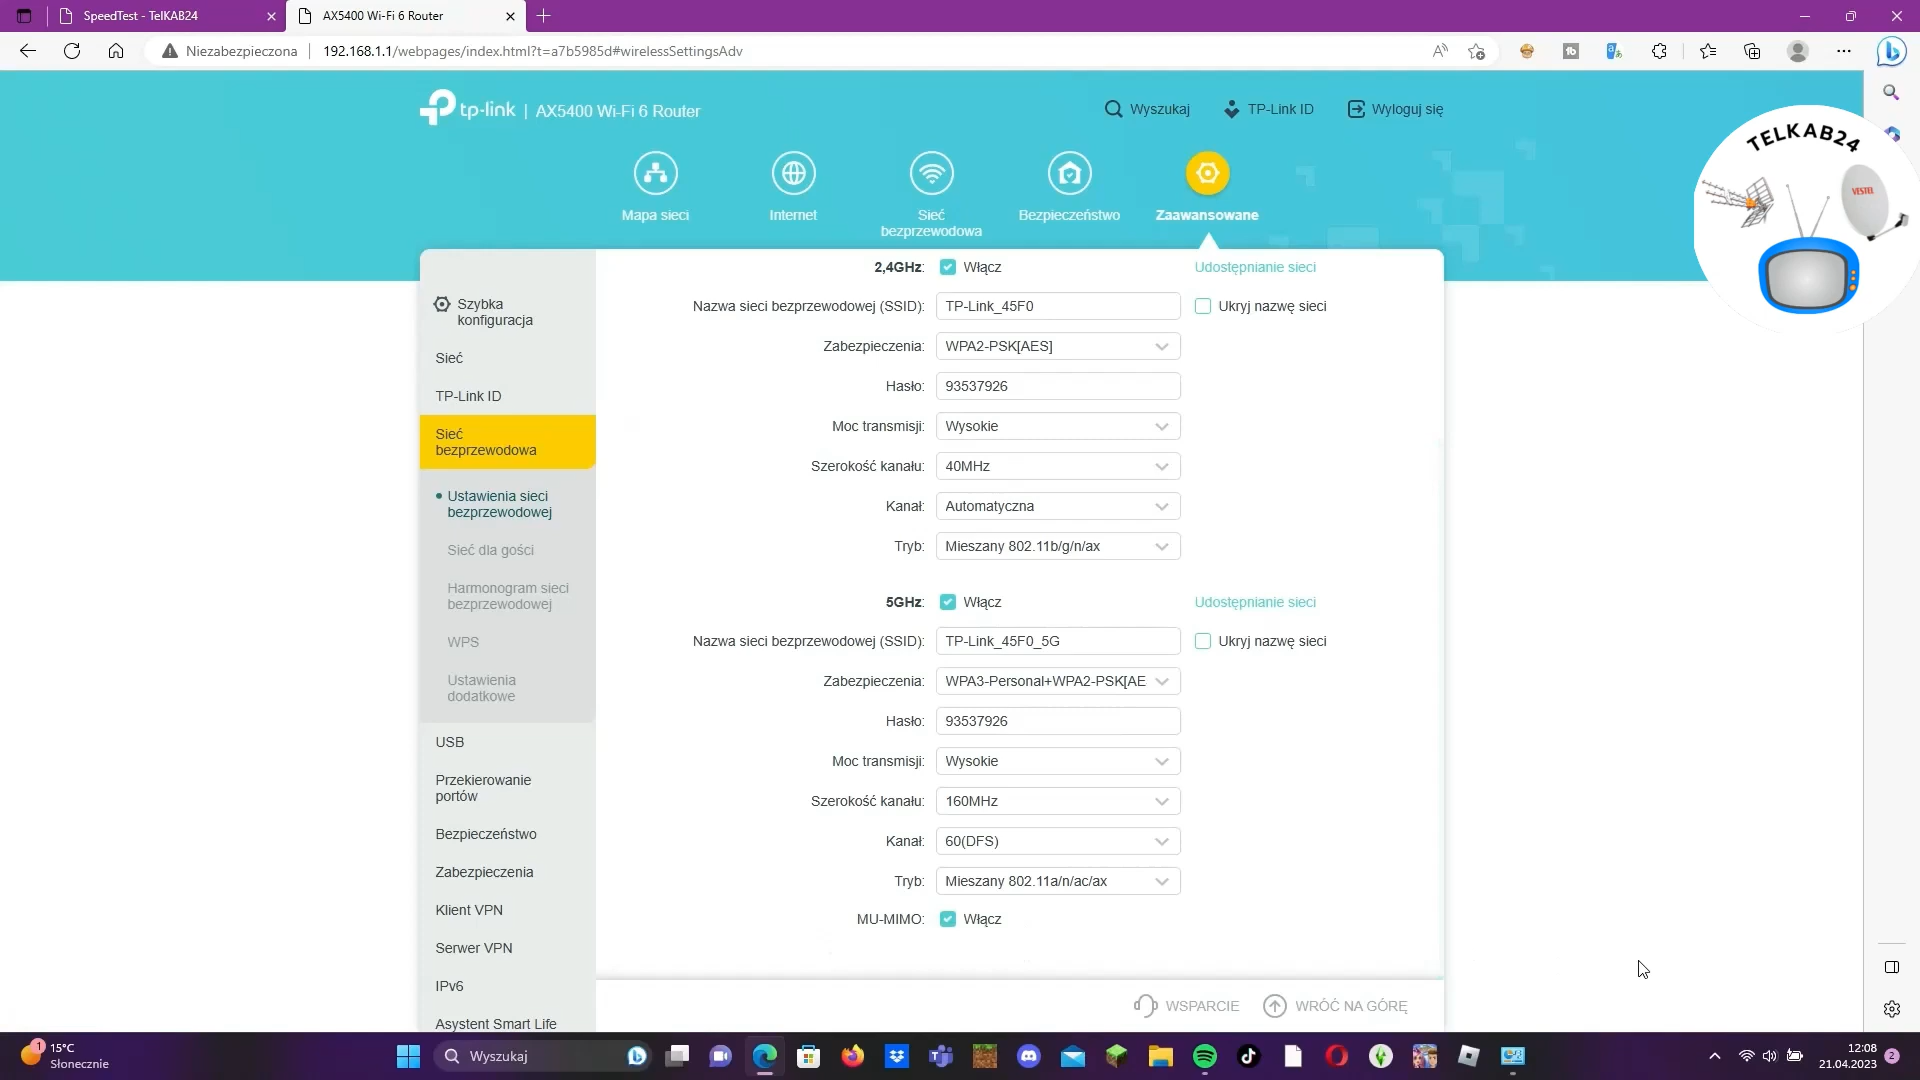 SpeedTest - TelKAB24
AX5400 Wi-Fi 6 Router
Niezabezpieczona
192.168.1.1/webpages/index.html?t=a7b5985d#wirelessSettingsAdv
tp-link | AX5400 Wi-Fi 6 Router
Wyszukaj
TP-Link ID
Wyloguj się
TELKAB24
VESTEL
Mapa sieci
Internet
Sieć
bezprzewodowa
Bezpieczeństwo
Zaawansowane
Szybka
konfiguracja
Sieć
TP-Link ID
Sieć
bezprzewodowa
Ustawienia sieci
bezprzewodowej
Sieć dla gości
Harmonogram sieci
bezprzewodowej
WPS
Ustawienia
dodatkowe
USB
Przekierowanie
portów
Bezpieczeństwo
Zabezpieczenia
Klient VPN
Serwer VPN
IPv6
Asystent Smart Life
2,4GHz: Włącz Udostępnianie sieci
Nazwa sieci bezprzewodowej (SSID): TP-Link_45F0 Ukryj nazwę sieci
Zabezpieczenia: WPA2-PSK[AES]
Hasło: 93537926
Moc transmisji: Wysokie
Szerokość kanału: 40MHz
Kanał: Automatyczna
Tryb: Mieszany 802.11b/g/n/ax
5GHz: Włącz Udostępnianie sieci
Nazwa sieci bezprzewodowej (SSID): TP-Link_45F0_5G Ukryj nazwę sieci
Zabezpieczenia: WPA3-Personal+WPA2-PSK[AE
Hasło: 93537926
Moc transmisji: Wysokie
Szerokość kanału: 160MHz
Kanał: 60(DFS)
Tryb: Mieszany 802.11a/n/ac/ax
MU-MIMO: Włącz
WSPARCIE
WRÓĆ NA GÓRĘ
1
15°C
Słonecznie
Wyszukaj
12:08
21.04.2023
2